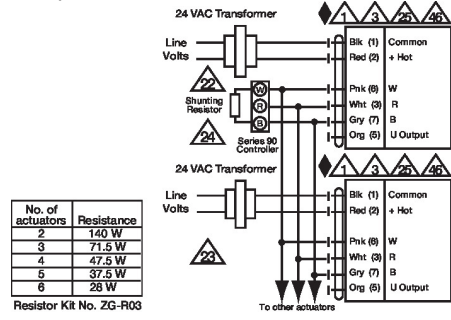 24 VAC Transformer
1 3 25 46
Line
Volts
Blk (1) Common
Red (2) + Hot
22
Shunting
Resistor
W
R
B
Pnk (6) W
Wht (3) R
Gry (7) B
Org (5) U Output
24
Series 90
Controller
24 VAC Transformer
1 3 25 46
Line
Volts
Blk (1) Common
Red (2) + Hot
23
Pnk (6) W
Wht (3) R
Gry (7) B
Org (5) U Output
To other actuators
No. of
actuators Resistance
2 140 W
3 71.5 W
4 47.5 W
5 37.5 W
6 28 W
Resistor Kit No. ZG-R03